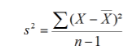 s² = ∑(X − X̅)² / n − 1